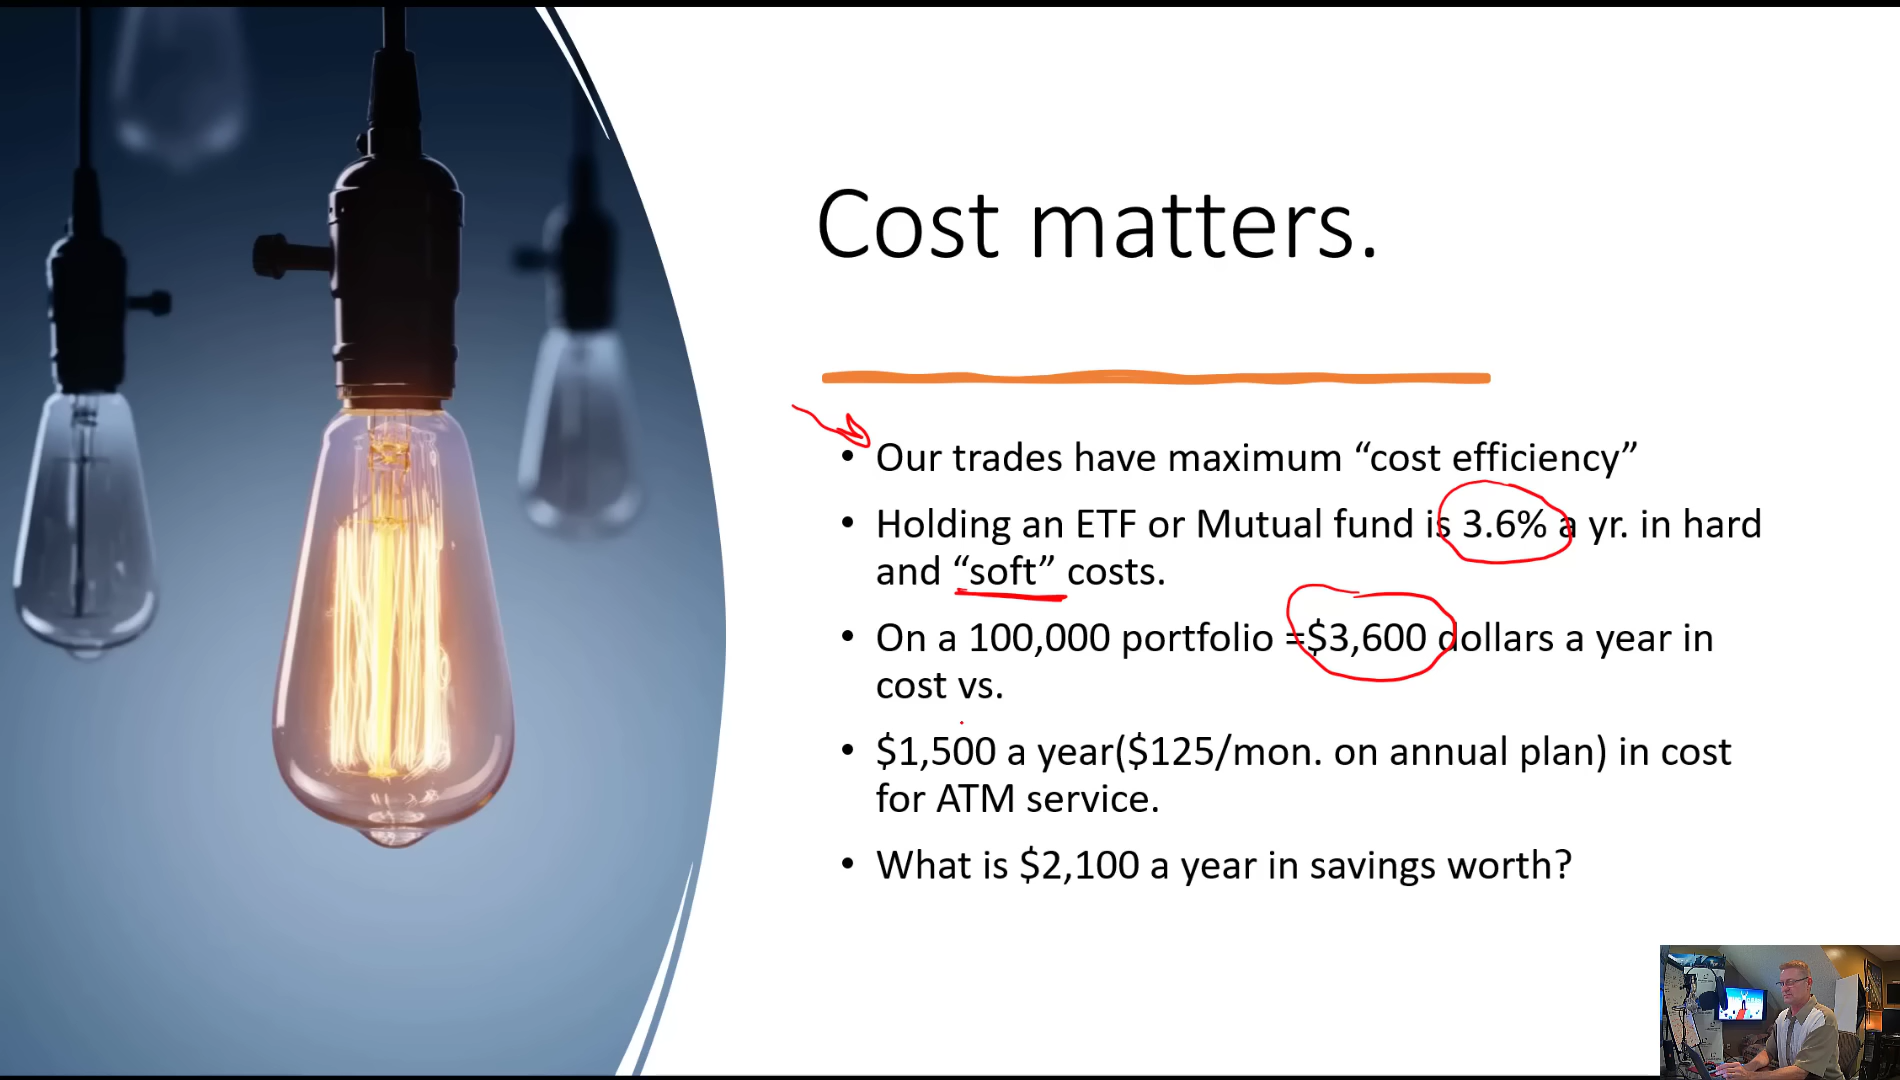 Cost matters.
• Our trades have maximum “cost efficiency”
• Holding an ETF or Mutual fund is 3.6% a yr. in hard
and “soft” costs.
• On a 100,000 portfolio =$3,600 dollars a year in
cost vs.
• $1,500 a year($125/mon. on annual plan) in cost
for ATM service.
• What is $2,100 a year in savings worth?